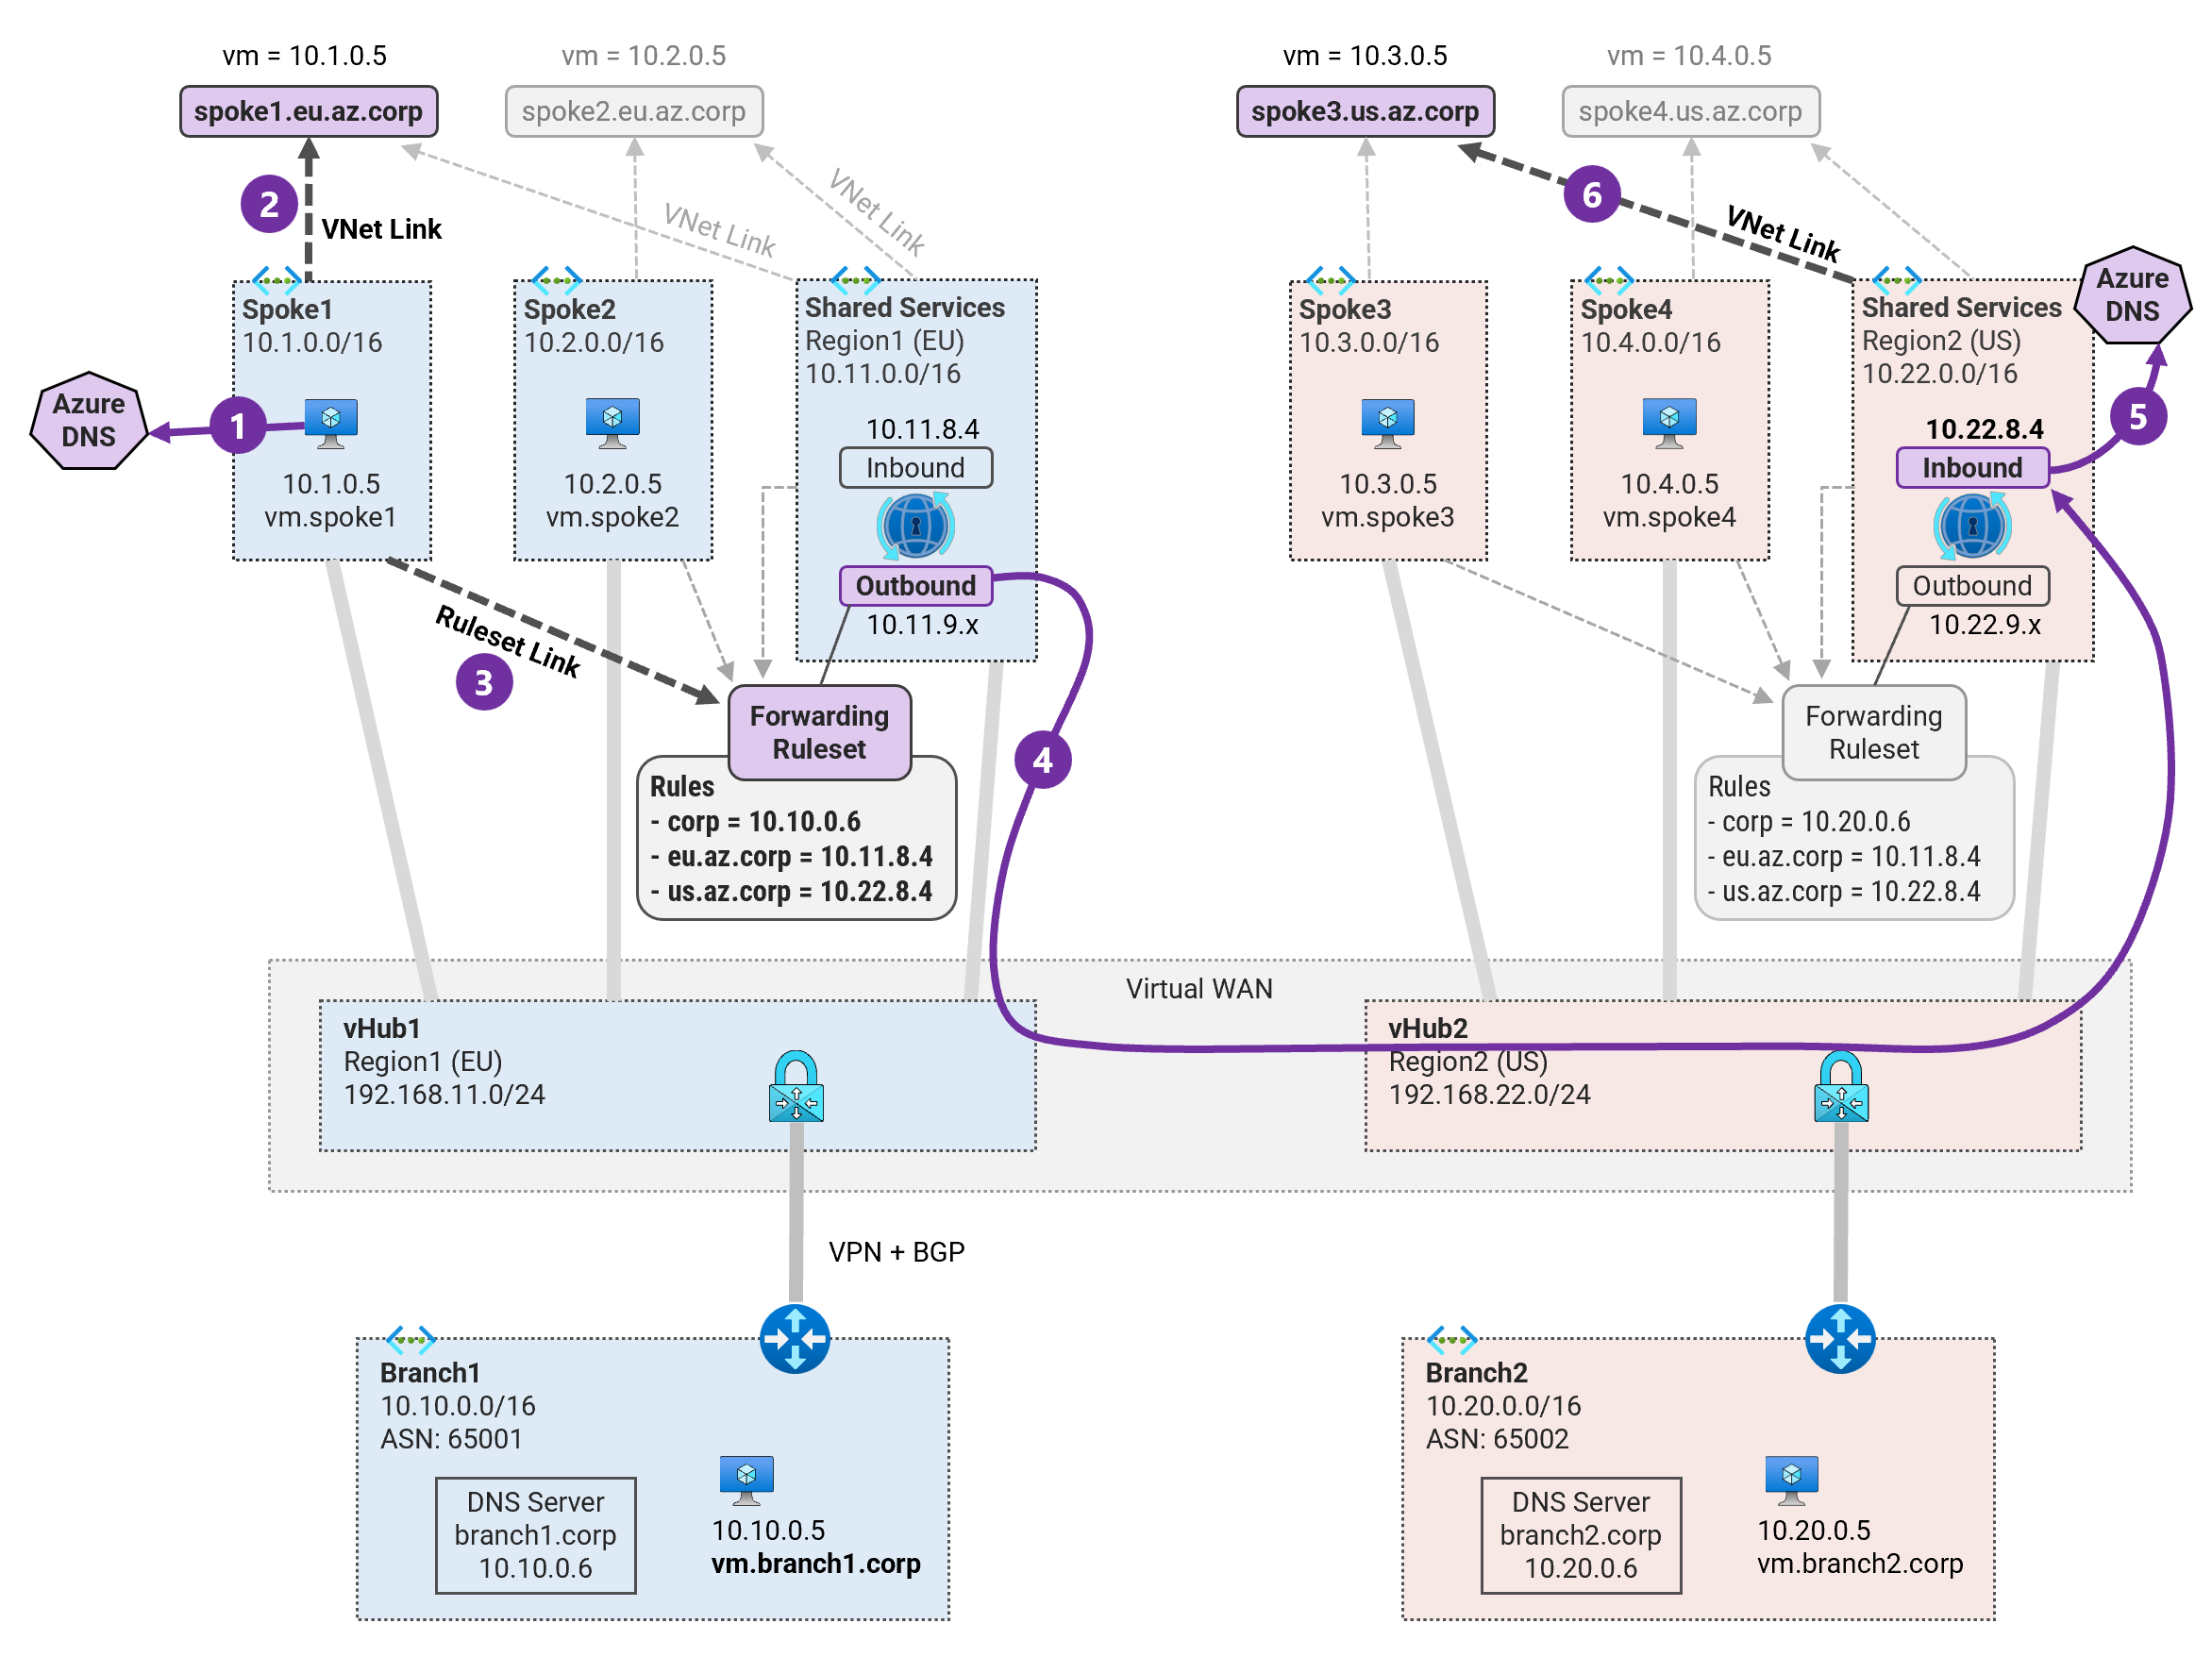 vm = 10.1.0.5
vm = 10.2.0.5
vm = 10.3.0.5
vm = 10.4.0.5
spoke1.eu.az.corp
spoke2.eu.az.corp
spoke3.us.az.corp
spoke4.us.az.corp
2
VNet Link
VNet Link
VNet Link
6
VNet Link
Spoke1
10.1.0.0/16
10.1.0.5
vm.spoke1
Azure
DNS
1
Spoke2
10.2.0.0/16
10.2.0.5
vm.spoke2
Shared Services
Region1 (EU)
10.11.0.0/16
10.11.8.4
Inbound
Outbound
10.11.9.x
Spoke3
10.3.0.0/16
10.3.0.5
vm.spoke3
Spoke4
10.4.0.0/16
10.4.0.5
vm.spoke4
Shared Services
Region2 (US)
10.22.0.0/16
10.22.8.4
Inbound
Outbound
10.22.9.x
Azure
DNS
5
Ruleset Link
3
Forwarding
Ruleset
Rules
- corp = 10.10.0.6
- eu.az.corp = 10.11.8.4
- us.az.corp = 10.22.8.4
4
Forwarding
Ruleset
Rules
- corp = 10.20.0.6
- eu.az.corp = 10.11.8.4
- us.az.corp = 10.22.8.4
Virtual WAN
vHub1
Region1 (EU)
192.168.11.0/24
vHub2
Region2 (US)
192.168.22.0/24
VPN + BGP
Branch1
10.10.0.0/16
ASN: 65001
DNS Server
branch1.corp
10.10.0.6
10.10.0.5
vm.branch1.corp
Branch2
10.20.0.0/16
ASN: 65002
DNS Server
branch2.corp
10.20.0.6
10.20.0.5
vm.branch2.corp